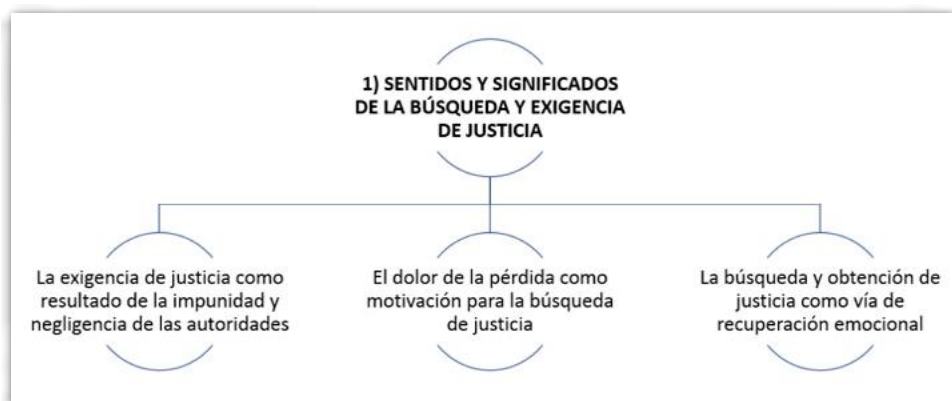 1) SENTIDOS Y SIGNIFICADOS
DE LA BÚSQUEDA Y EXIGENCIA
DE JUSTICIA
La exigencia de justicia como
resultado de la impunidad y
negligencia de las autoridades
El dolor de la pérdida como
motivación para la búsqueda
de justicia
La búsqueda y obtención de
justicia como vía de
recuperación emocional